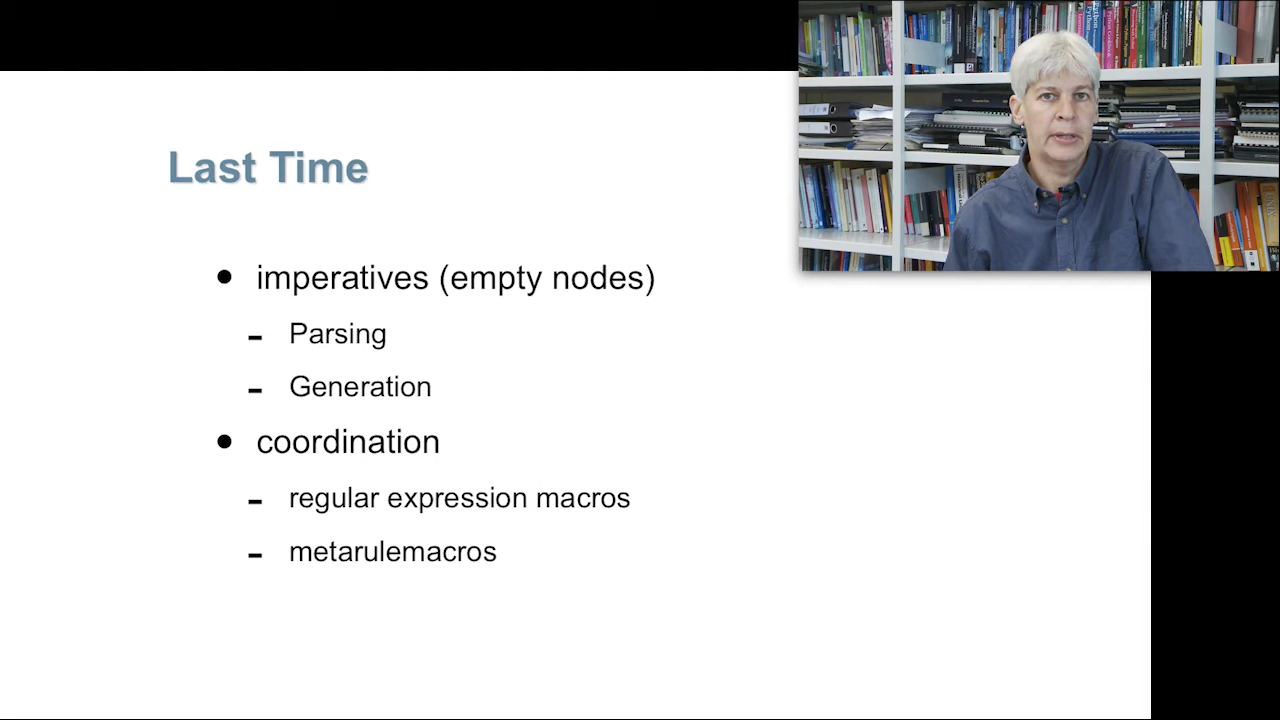 Last Time
• imperatives (empty nodes)
- Parsing
- Generation
• coordination
- regular expression macros
- metarulemacros